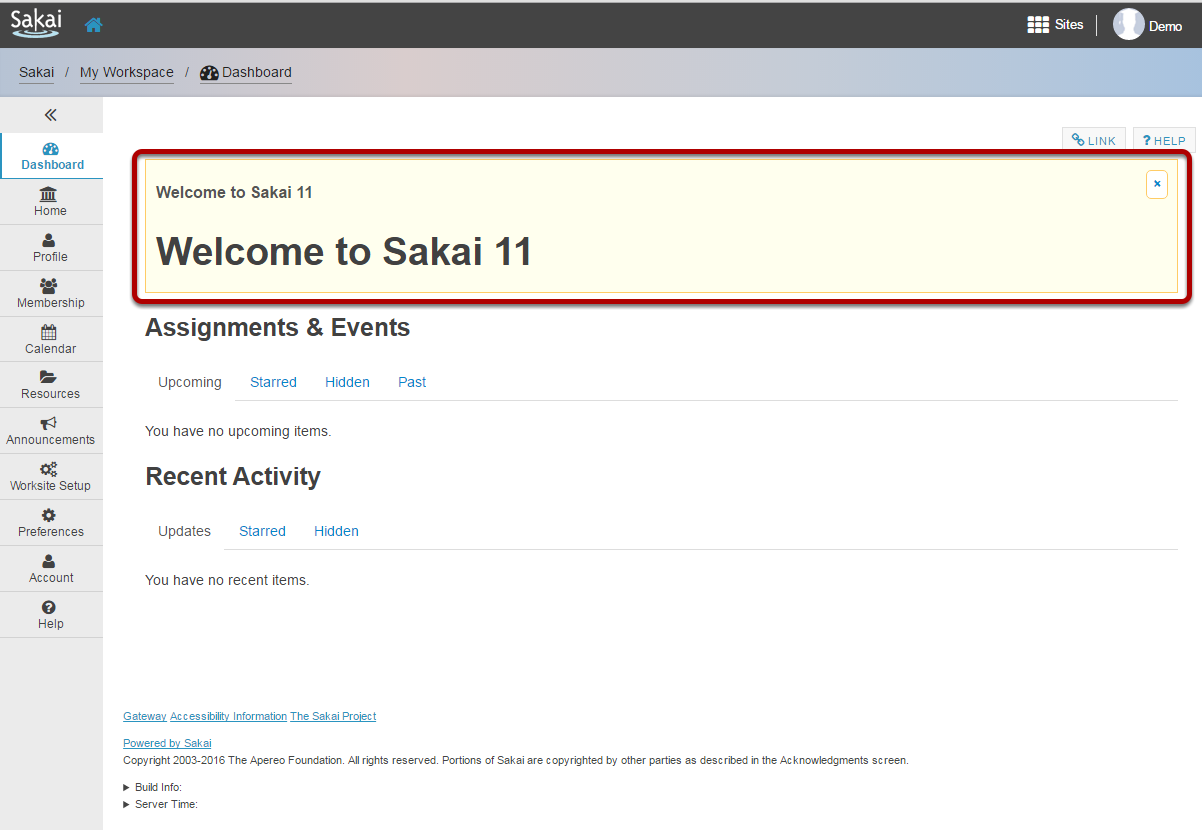 Sakai
Sites
Demo
Sakai / My Workspace / Dashboard
LINK
? HELP
Dashboard
Home
Profile
Membership
Calendar
Resources
Announcements
Worksite Setup
Preferences
Account
Help
Welcome to Sakai 11
×
Welcome to Sakai 11
Assignments & Events
Upcoming Starred Hidden Past
You have no upcoming items.
Recent Activity
Updates Starred Hidden
You have no recent items.
Gateway Accessibility Information The Sakai Project
Powered by Sakai
Copyright 2003-2016 The Apereo Foundation. All rights reserved. Portions of Sakai are copyrighted by other parties as described in the Acknowledgments screen.
Build Info:
Server Time: